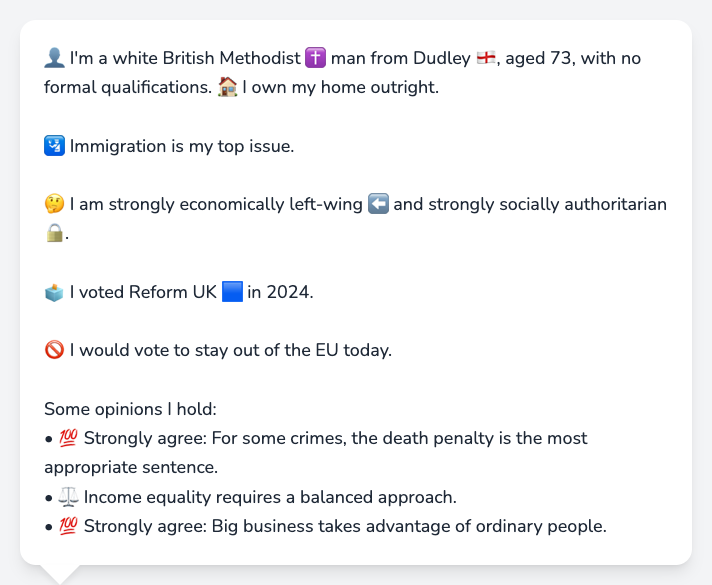 👤 I'm a white British Methodist ✝️ man from Dudley 🏴󠁧󠁢󠁥󠁮󠁧󠁿, aged 73, with no
formal qualifications. 🏠 I own my home outright.
🛂 Immigration is my top issue.
🤔 I am strongly economically left-wing ⬅️ and strongly socially authoritarian
🔒.
🗳️ I voted Reform UK 🟦 in 2024.
🚫 I would vote to stay out of the EU today.
Some opinions I hold:
• 💯 Strongly agree: For some crimes, the death penalty is the most
appropriate sentence.
• ⚖️ Income equality requires a balanced approach.
• 💯 Strongly agree: Big business takes advantage of ordinary people.